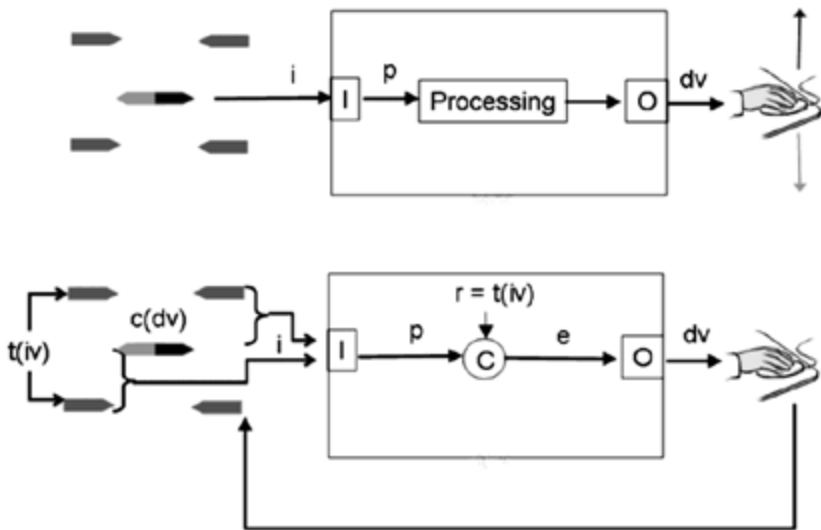 i
I
p
Processing
O
dv
t(iv)
c(dv)
i
I
p
r = t(iv)
C
e
O
dv